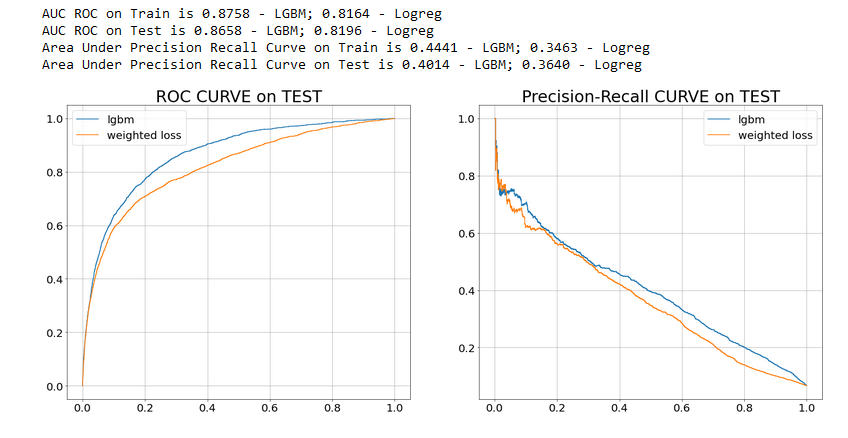 AUC ROC on Train is 0.8758 - LGBM; 0.8164 - Logreg
AUC ROC on Test is 0.8658 - LGBM; 0.8196 - Logreg
Area Under Precision Recall Curve on Train is 0.4441 - LGBM; 0.3463 - Logreg
Area Under Precision Recall Curve on Test is 0.4014 - LGBM; 0.3640 - Logreg
ROC CURVE on TEST
lgbm
weighted loss
1.0
0.8
0.6
0.4
0.2
0.0
0.0 0.2 0.4 0.6 0.8 1.0
Precision-Recall CURVE on TEST
lgbm
weighted loss
1.0
0.8
0.6
0.4
0.2
0.0 0.2 0.4 0.6 0.8 1.0